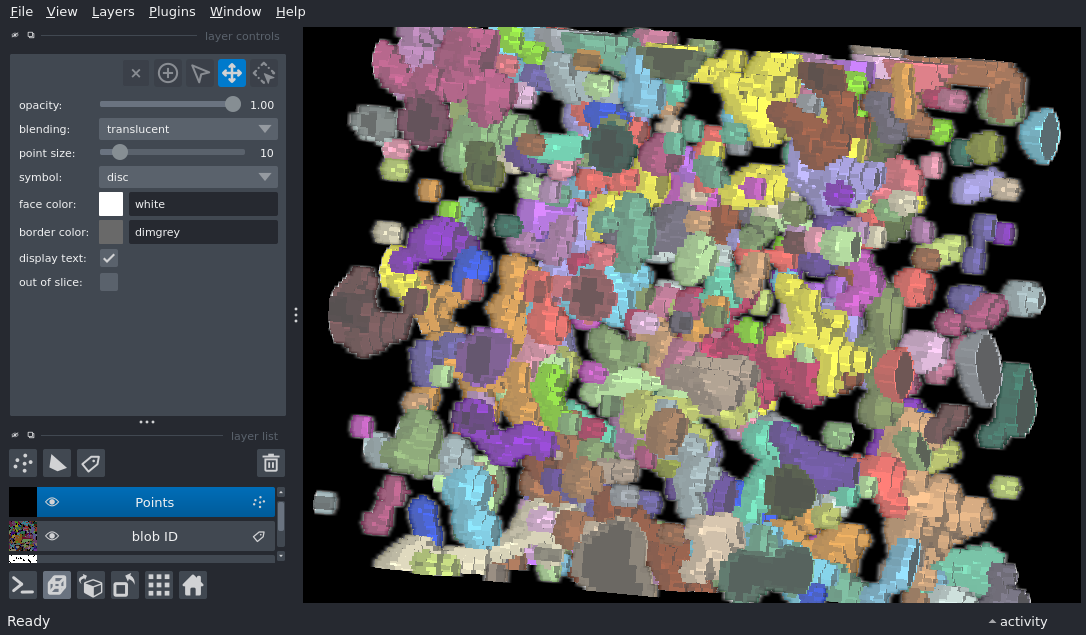 File View Layers Plugins Window Help
layer controls
opacity: 1.00
blending: translucent
point size: 10
symbol: disc
face color: white
border color: dimgrey
display text:
out of slice:
layer list
Points
blob ID
Ready activity